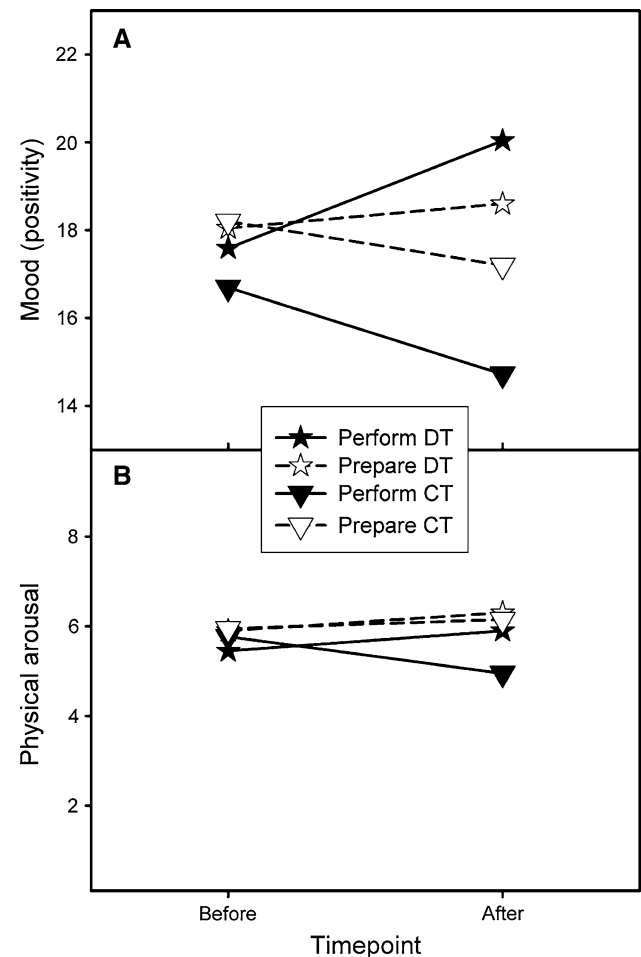 A
22
20
18
16
14
Mood (positivity)
Perform DT
Prepare DT
Perform CT
Prepare CT
B
8
6
4
2
Physical arousal
Before
After
Timepoint